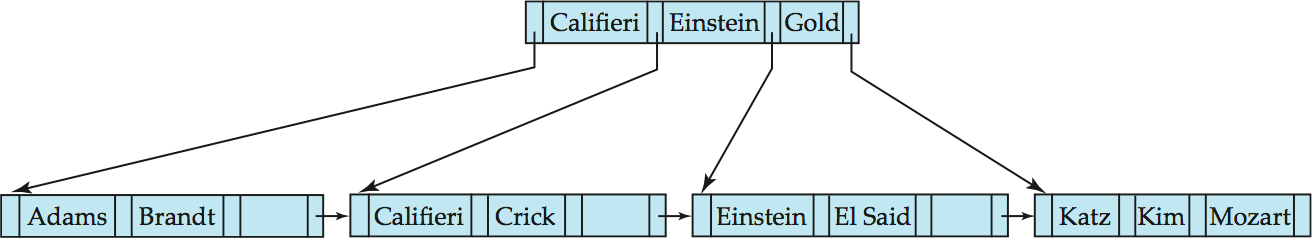 Califieri Einstein Gold
Adams Brandt Califieri Crick Einstein El Said Katz Kim Mozart